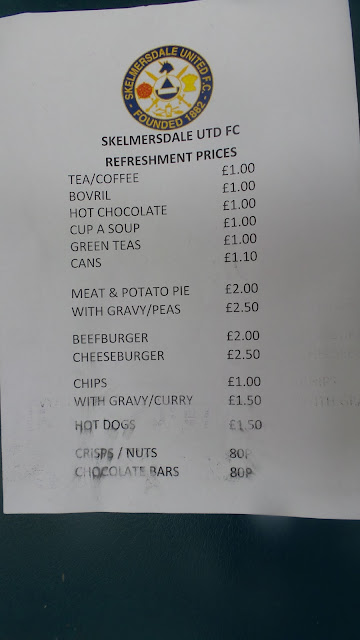 SKELMERSDALE UNITED F.C.
FOUNDED 1882
SKELMERSDALE UTD FC
REFRESHMENT PRICES
TEA/COFFEE £1.00
BOVRIL £1.00
HOT CHOCOLATE £1.00
CUP A SOUP £1.00
GREEN TEAS £1.00
CANS £1.10
MEAT & POTATO PIE £2.00
WITH GRAVY/PEAS £2.50
BEEFBURGER £2.00
CHEESEBURGER £2.50
CHIPS £1.00
WITH GRAVY/CURRY £1.50
HOT DOGS £1.50
CRISPS / NUTS 80P
CHOCOLATE BARS 80P